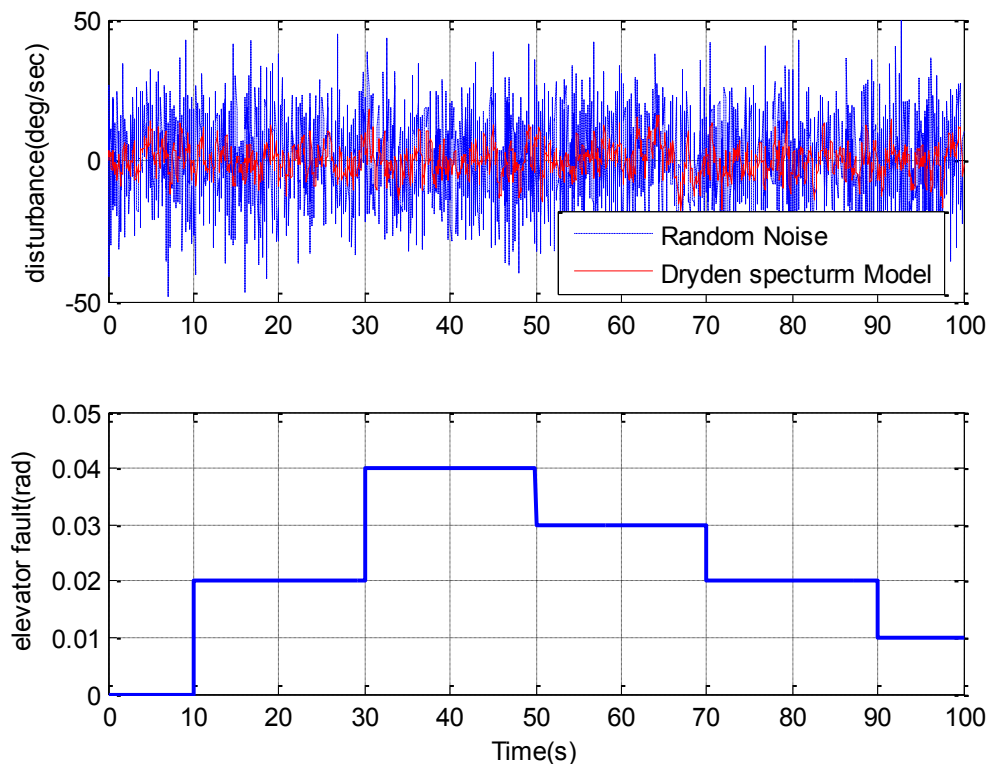 50
0
-50
disturbance(deg/sec)
Random Noise
Dryden specturm Model
0 10 20 30 40 50 60 70 80 90 100
0.05
0.04
0.03
0.02
0.01
0
elevator fault(rad)
0 10 20 30 40 50 60 70 80 90 100
Time(s)